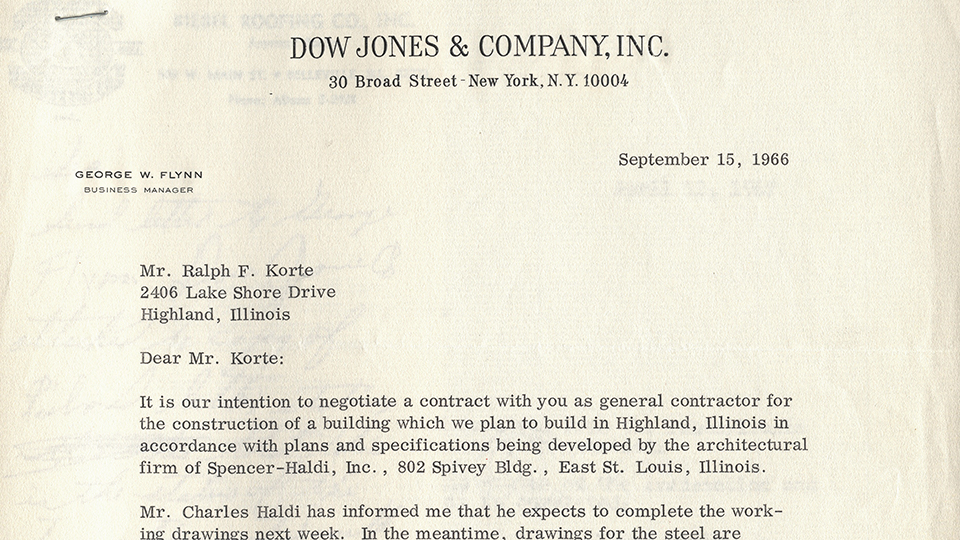 DOW JONES & COMPANY, INC.
30 Broad Street - New York, N. Y. 10004
September 15, 1966
GEORGE W. FLYNN
BUSINESS MANAGER
Mr. Ralph F. Korte
2406 Lake Shore Drive
Highland, Illinois
Dear Mr. Korte:
It is our intention to negotiate a contract with you as general contractor for
the construction of a building which we plan to build in Highland, Illinois in
accordance with plans and specifications being developed by the architectural
firm of Spencer-Haldi, Inc. , 802 Spivey Bldg. , East St. Louis, Illinois.
Mr. Charles Haldi has informed me that he expects to complete the work-
ing drawings next week. In the meantime, drawings for the steel are